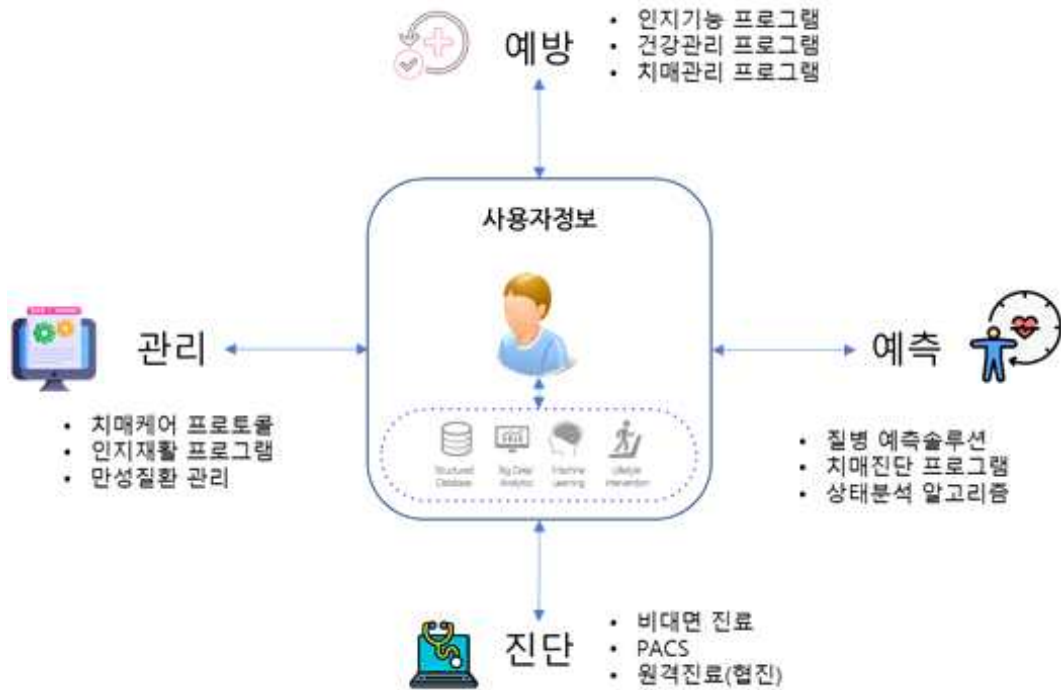 예방
• 인지기능 프로그램
• 건강관리 프로그램
• 치매관리 프로그램
사용자정보
관리
• 치매케어 프로토콜
• 인지재활 프로그램
• 만성질환 관리
예측
• 질병 예측솔루션
• 치매진단 프로그램
• 상태분석 알고리즘
Structured
Database
Big Data
Analytics
Machine
Learning
Lifestyle
Intervention
진단
• 비대면 진료
• PACS
• 원격진료(협진)